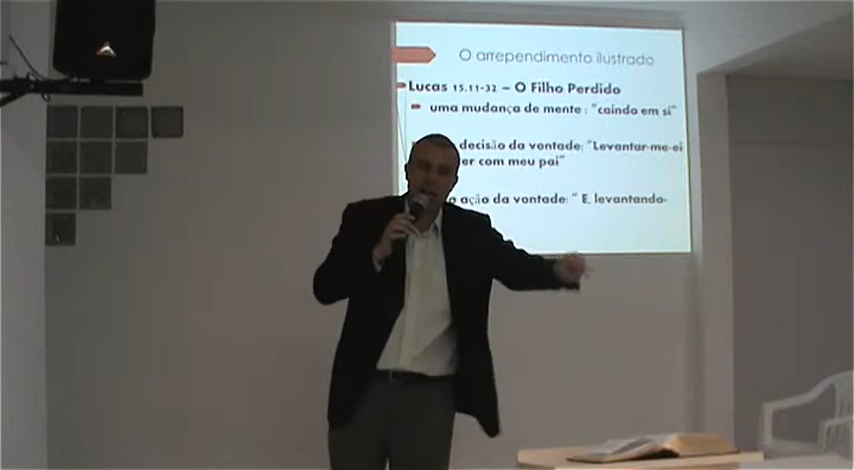 O arrependimento ilustrado
Lucas 15.11-32 – O Filho Perdido
uma mudança de mente : "caindo em si"
decisão da vontade: "Levantar-me-ei
er com meu pai"
ação da vontade: " E, levantando-